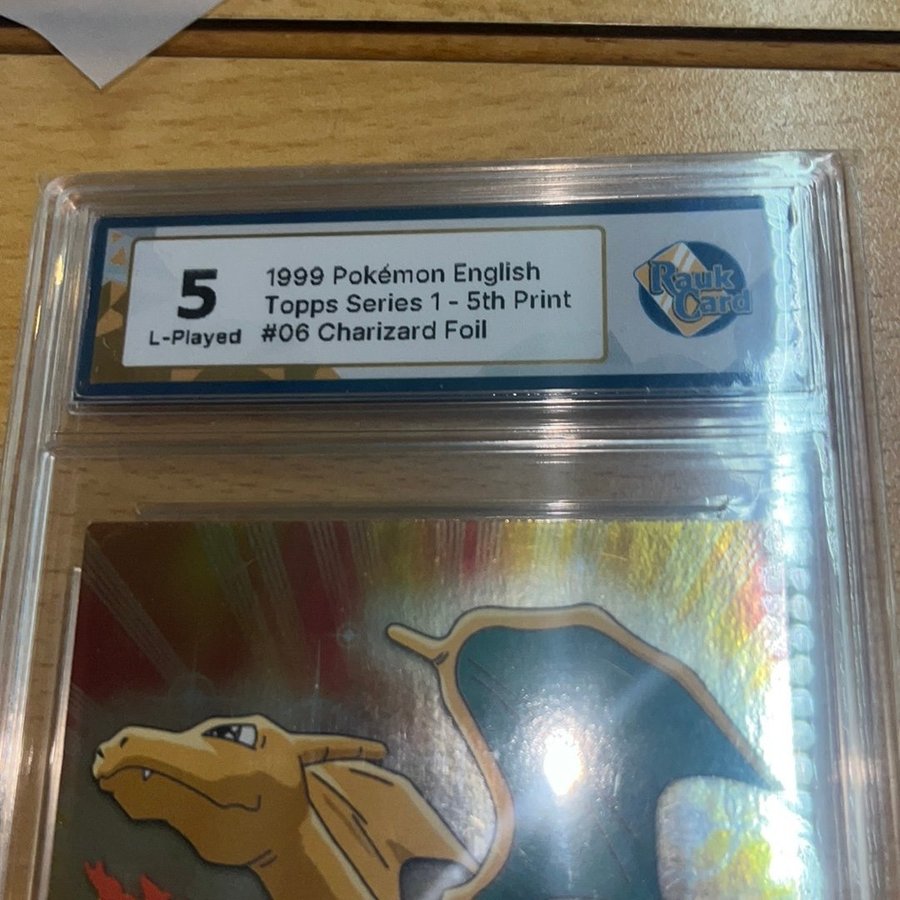 5
L-Played
1999 Pokémon English
Topps Series 1 - 5th Print
#06 Charizard Foil
Rauk
Card